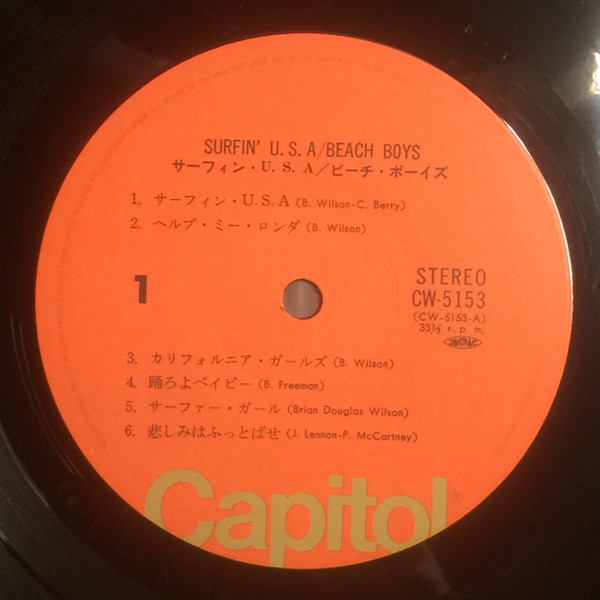 SURFIN' U. S. A/BEACH BOYS
サーフィン・U. S. A/ビーチ・ボーイズ
1. サーフィン・U. S. A (B. Wilson-C. Berry)
2. ヘルプ・ミー・ロンダ (B. Wilson)
1
STEREO
CW-5153
(CW-5153-A)
33⅓ r. p. m.
JASRAC
3. カリフォルニア・ガールズ (B. Wilson)
4. 踊ろよベイビー (B. Freeman)
5. サーファー・ガール (Brian Douglas Wilson)
6. 悲しみはふっとばせ (J. Lennon-P. McCartney)
Capitol